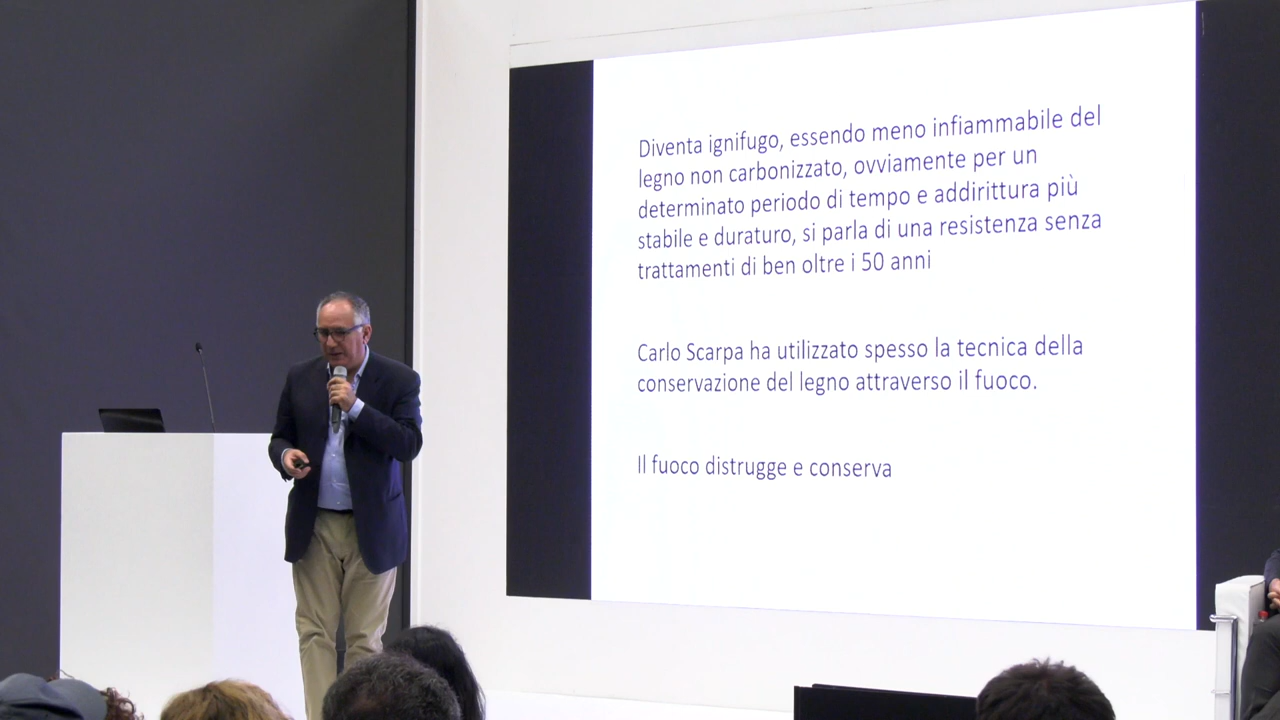 Diventa ignifugo, essendo meno infiammabile del
legno non carbonizzato, ovviamente per un
determinato periodo di tempo e addirittura più
stabile e duraturo, si parla di una resistenza senza
trattamenti di ben oltre i 50 anni
Carlo Scarpa ha utilizzato spesso la tecnica della
conservazione del legno attraverso il fuoco.
Il fuoco distrugge e conserva